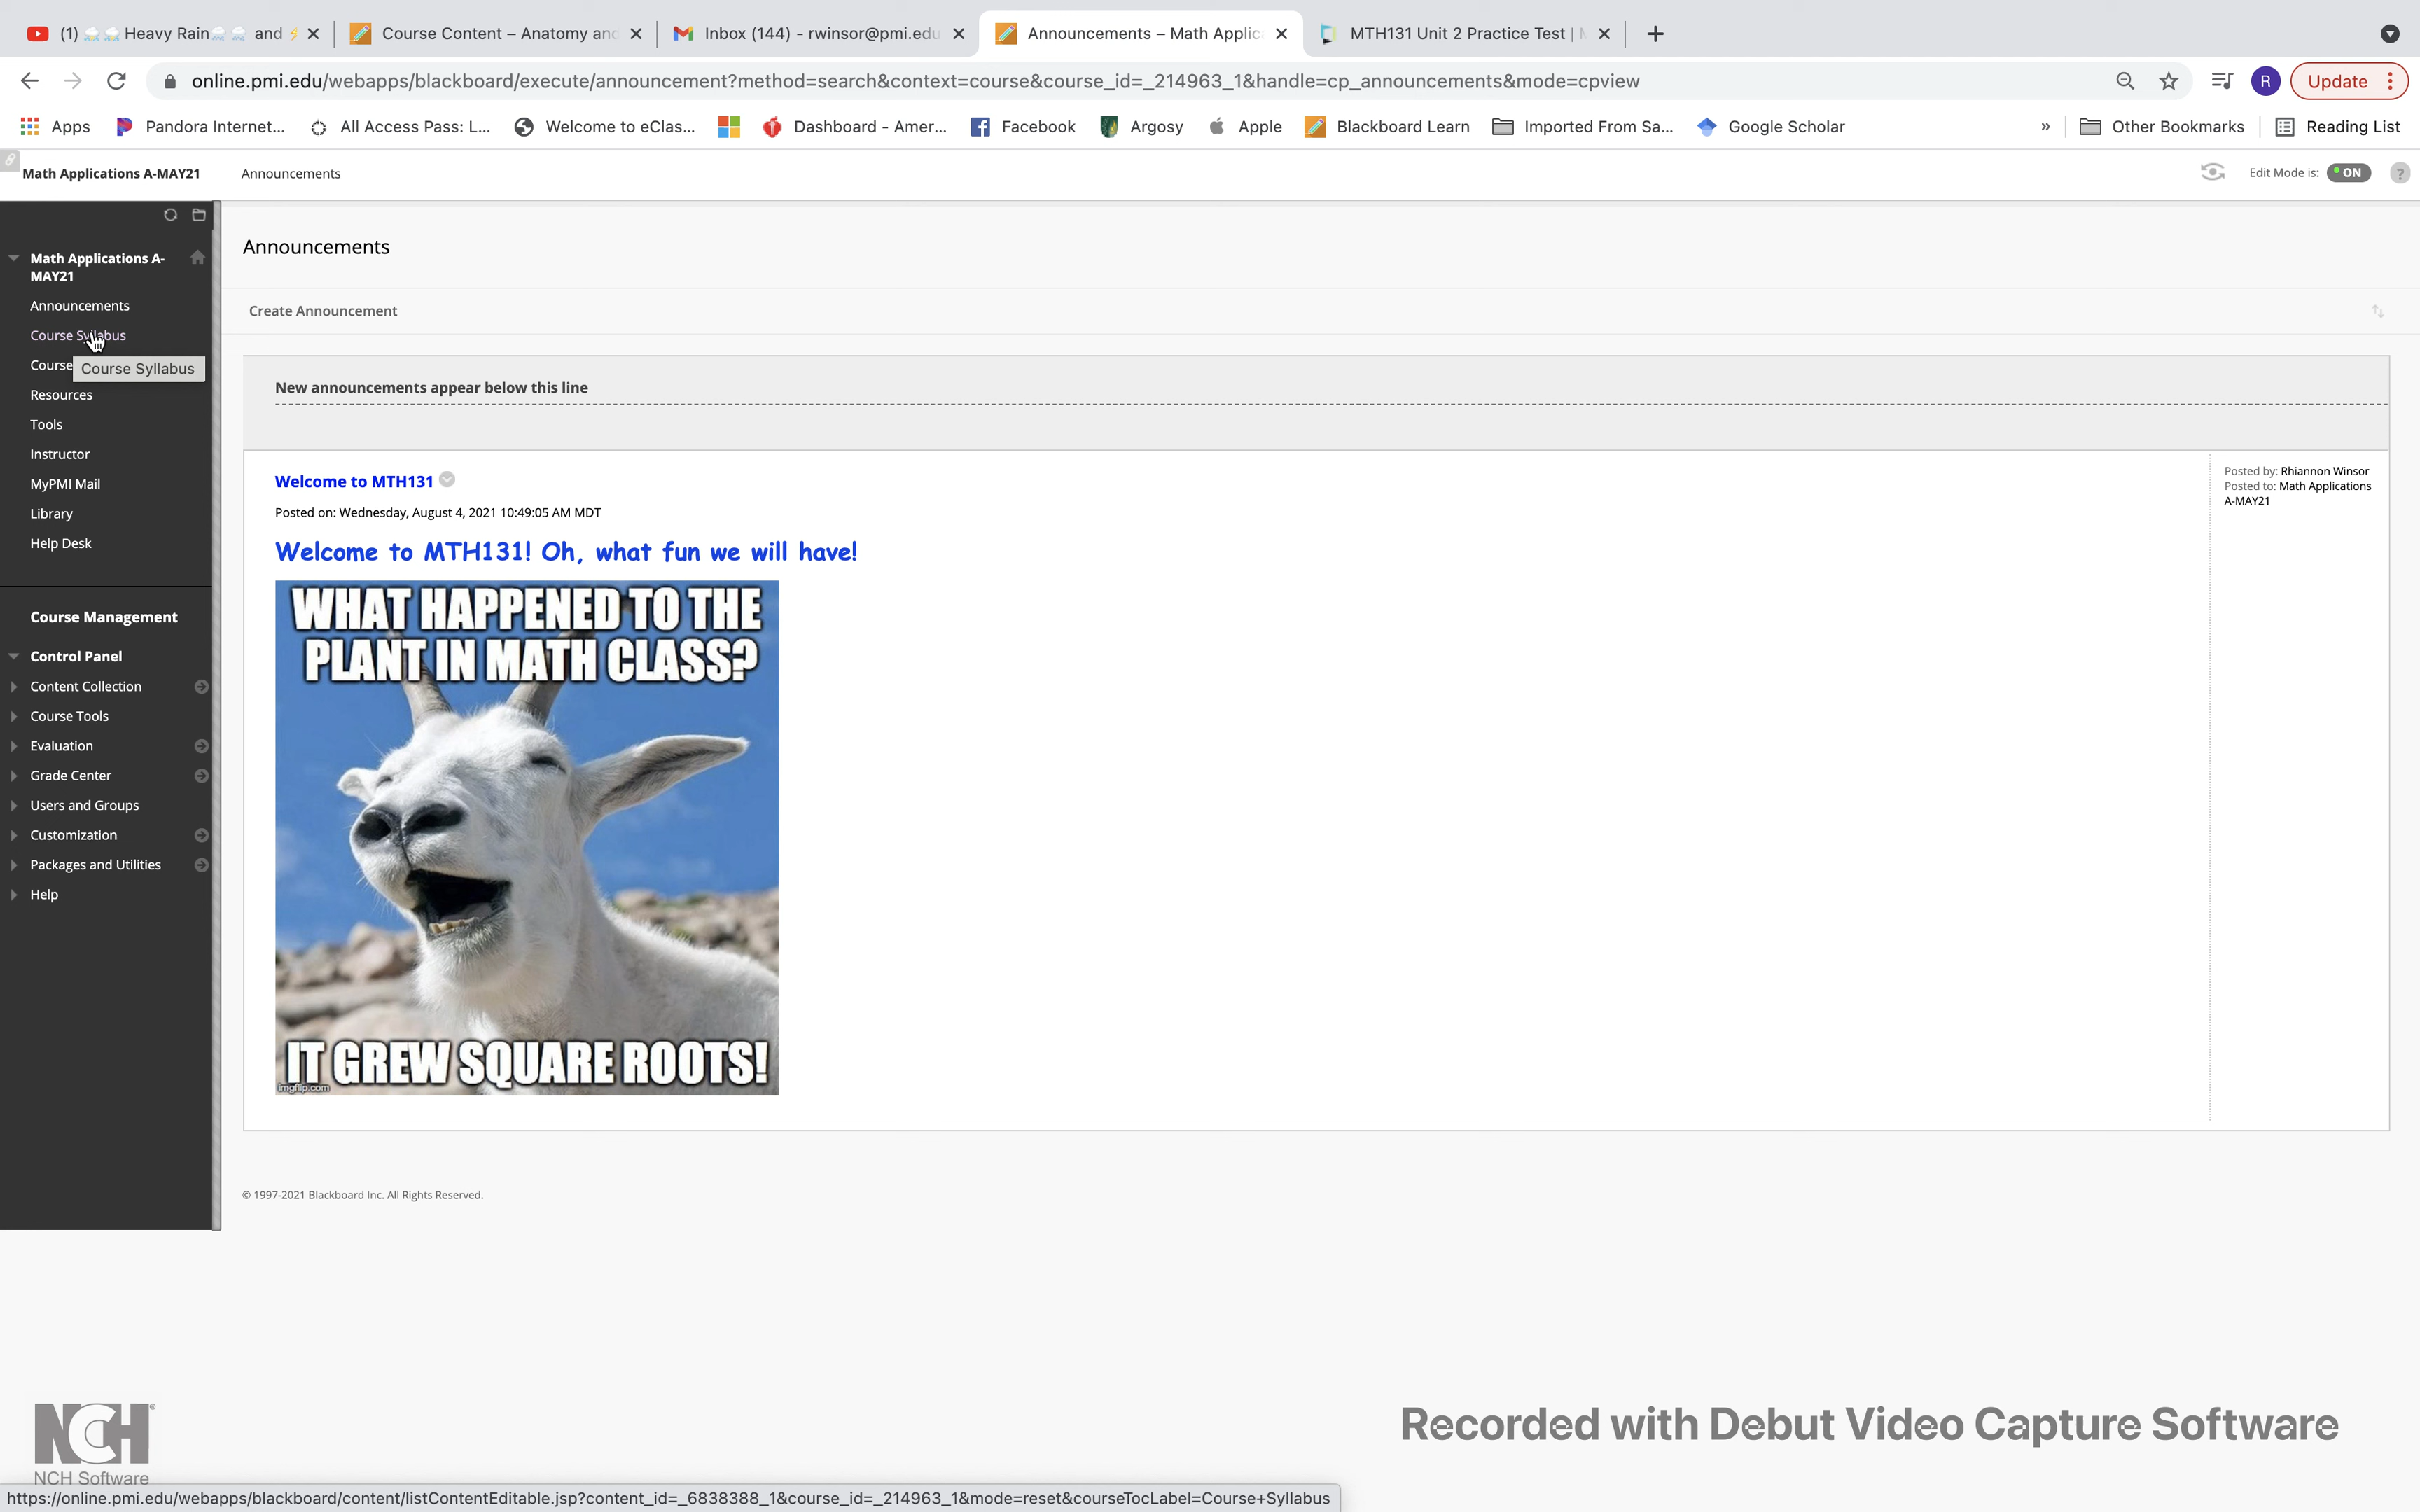 (1) Heavy Rain and
Course Content – Anatomy and
Inbox (144) - rwinsor@pmi.edu
Announcements – Math Applic
MTH131 Unit 2 Practice Test |
online.pmi.edu/webapps/blackboard/execute/announcement?method=search&context=course&course_id=_214963_1&handle=cp_announcements&mode=cpview
R
Update
Apps
Pandora Internet...
All Access Pass: L...
Welcome to eClas...
Dashboard - Amer...
Facebook
Argosy
Apple
Blackboard Learn
Imported From Sa...
Google Scholar
»
Other Bookmarks
Reading List
Math Applications A-MAY21
Announcements
Edit Mode is:
ON
?
Math Applications A-
MAY21
Announcements
Course Syllabus
Course
Course Syllabus
Resources
Tools
Instructor
MyPMI Mail
Library
Help Desk
Course Management
Control Panel
Content Collection
Course Tools
Evaluation
Grade Center
Users and Groups
Customization
Packages and Utilities
Help
Announcements
Create Announcement
New announcements appear below this line
Welcome to MTH131
Posted on: Wednesday, August 4, 2021 10:49:05 AM MDT
Welcome to MTH131! Oh, what fun we will have!
WHAT HAPPENED TO THE
PLANT IN MATH CLASS?
IT GREW SQUARE ROOTS!
imgflip.com
Posted by: Rhiannon Winsor
Posted to: Math Applications
A-MAY21
© 1997-2021 Blackboard Inc. All Rights Reserved.
NCH®
NCH Software
Recorded with Debut Video Capture Software
https://online.pmi.edu/webapps/blackboard/content/listContentEditable.jsp?content_id=_6838388_1&course_id=_214963_1&mode=reset&courseTocLabel=Course+Syllabus